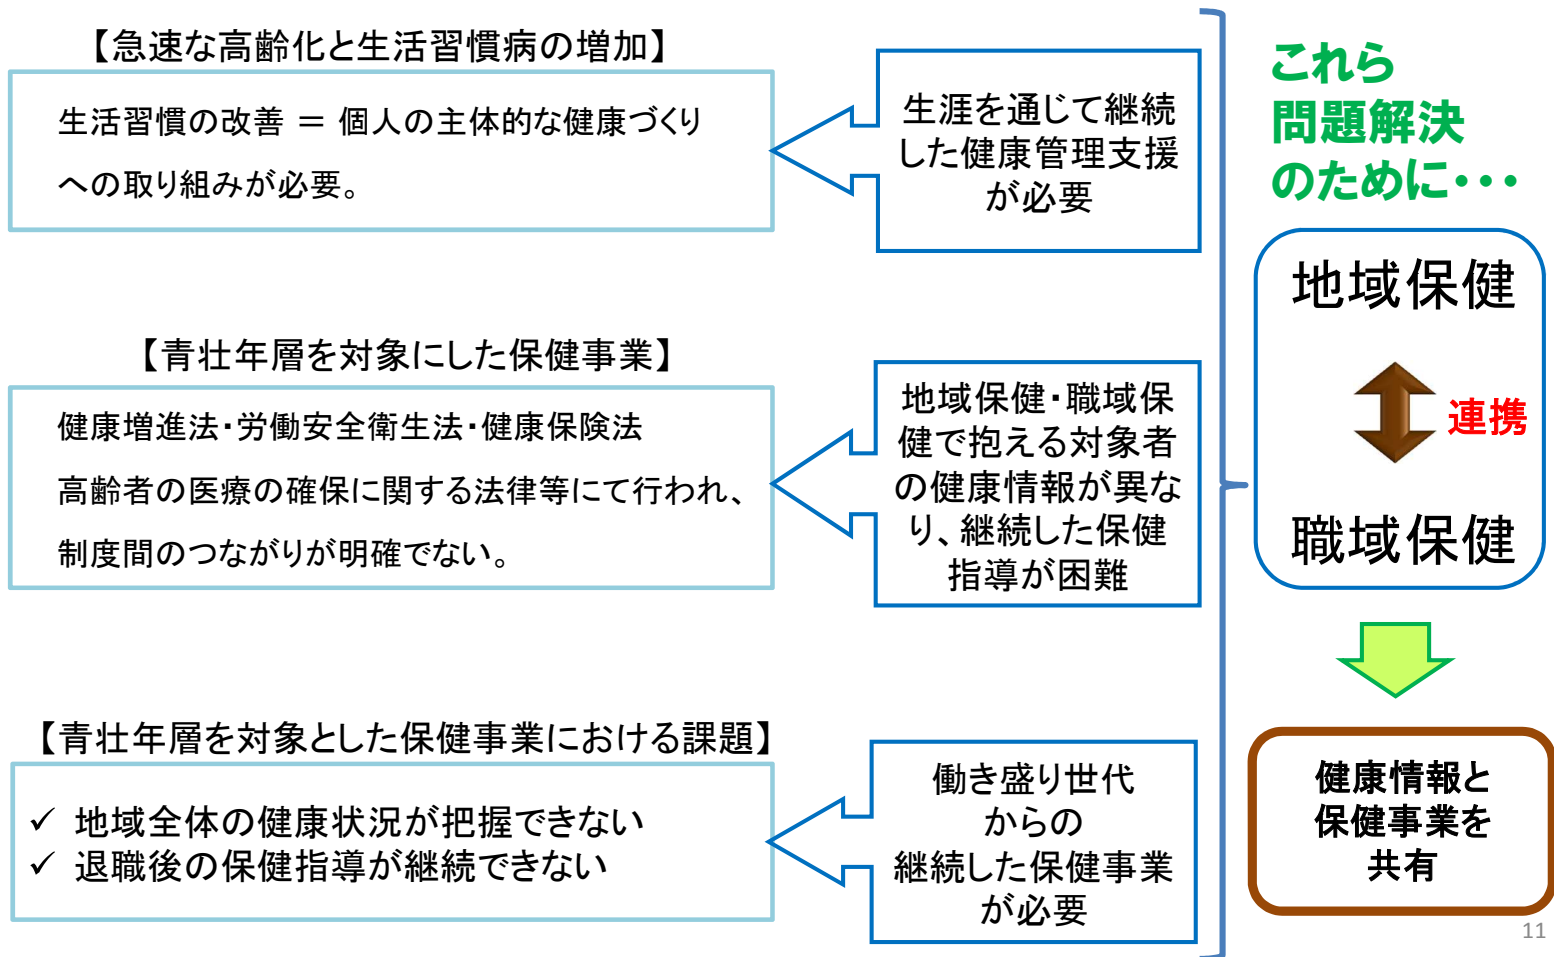 【急速な高齢化と生活習慣病の増加】
生活習慣の改善 ＝ 個人の主体的な健康づくり
への取り組みが必要。
生涯を通じて継続
した健康管理支援
が必要
【青壮年層を対象にした保健事業】
健康増進法・労働安全衛生法・健康保険法
高齢者の医療の確保に関する法律等にて行われ、
制度間のつながりが明確でない。
地域保健・職域保
健で抱える対象者
の健康情報が異な
り、継続した保健
指導が困難
【青壮年層を対象とした保健事業における課題】
✓ 地域全体の健康状況が把握できない
✓ 退職後の保健指導が継続できない
働き盛り世代
からの
継続した保健事業
が必要
これら
問題解決
のために・・・
地域保健
連携
職域保健
健康情報と
保健事業を
共有
11